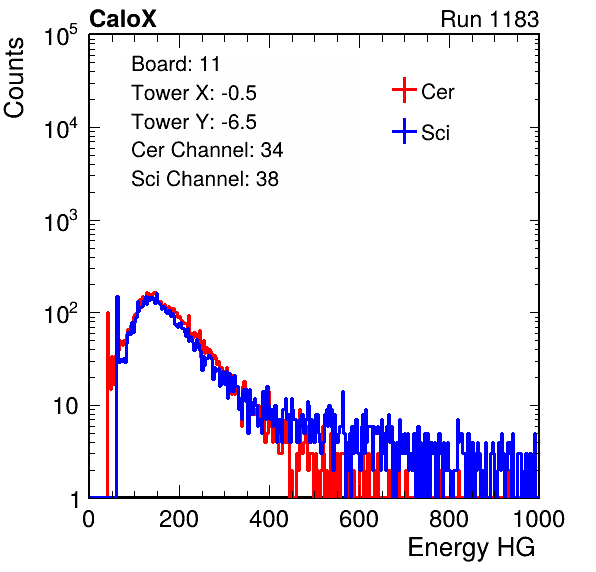 CaloX Run 1183
Counts
10^5
10^4
10^3
10^2
10
1
Board: 11
Tower X: -0.5
Tower Y: -6.5
Cer Channel: 34
Sci Channel: 38
Cer
Sci
0 200 400 600 800 1000
Energy HG